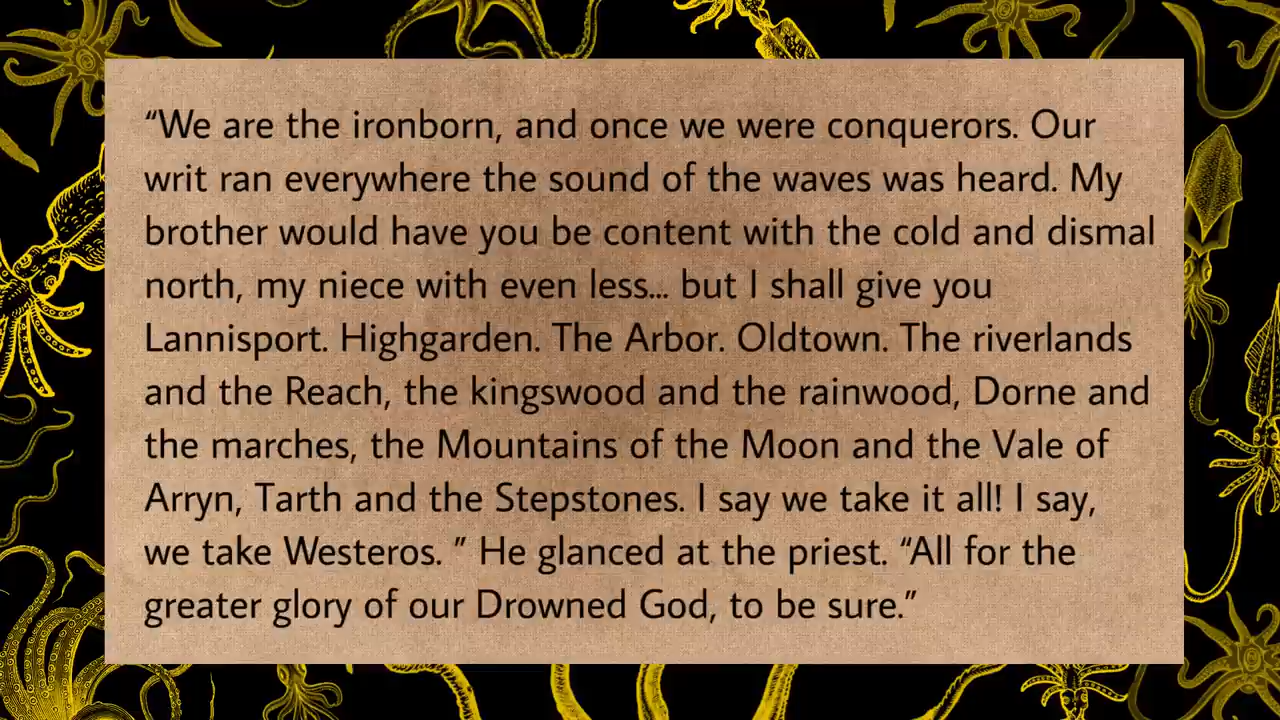 “We are the ironborn, and once we were conquerors. Our
writ ran everywhere the sound of the waves was heard. My
brother would have you be content with the cold and dismal
north, my niece with even less... but I shall give you
Lannisport. Highgarden. The Arbor. Oldtown. The riverlands
and the Reach, the kingswood and the rainwood, Dorne and
the marches, the Mountains of the Moon and the Vale of
Arryn, Tarth and the Stepstones. I say we take it all! I say,
we take Westeros. ” He glanced at the priest. “All for the
greater glory of our Drowned God, to be sure.”